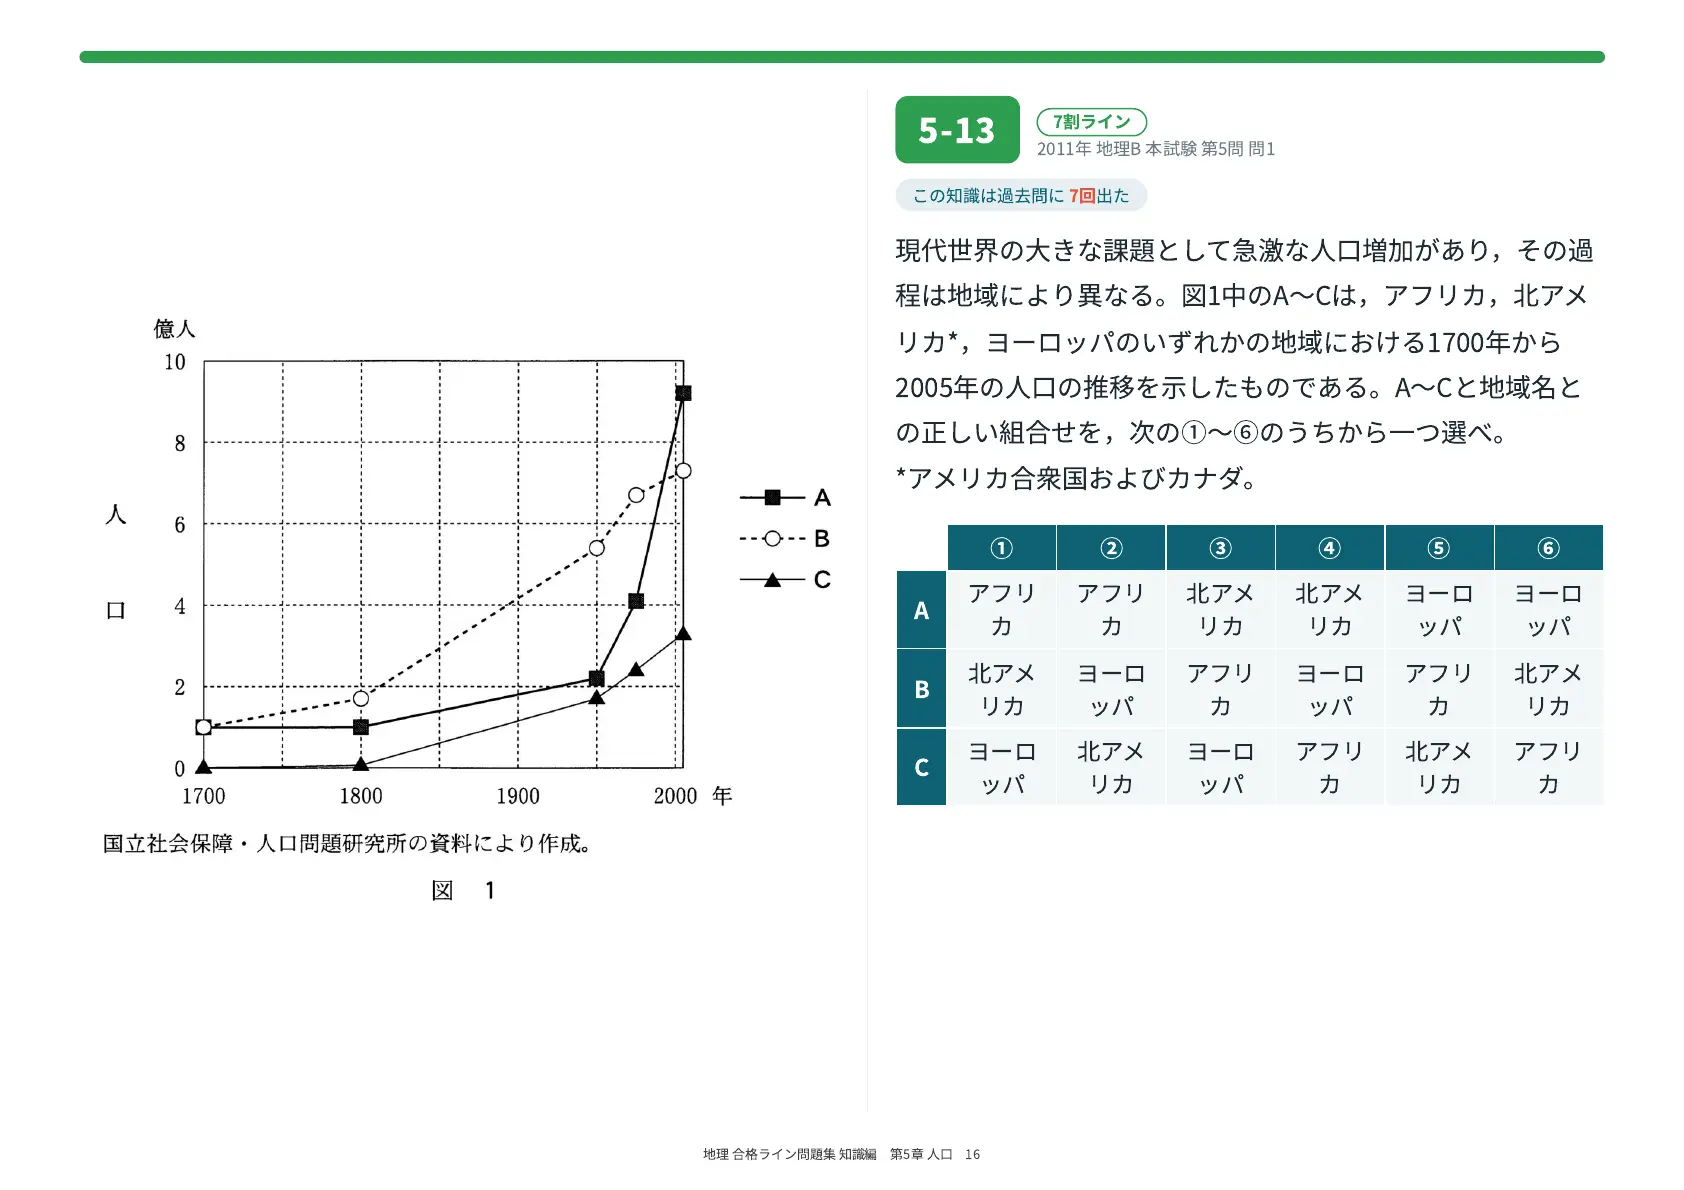 億人
10
8
6
4
2
0
人
口
1700 1800 1900 2000 年
A
B
C
国立社会保障・人口問題研究所の資料により作成。
図 1
5-13
7割ライン
2011年 地理B 本試験 第5問 問1
この知識は過去問に 7回出た
現代世界の大きな課題として急激な人口増加があり，その過
程は地域により異なる。図1中のA〜Cは，アフリカ，北アメ
リカ*，ヨーロッパのいずれかの地域における1700年から
2005年の人口の推移を示したものである。A〜Cと地域名と
の正しい組合せを，次の①〜⑥のうちから一つ選べ。
*アメリカ合衆国およびカナダ。
① ② ③ ④ ⑤ ⑥
アフリ アフリ 北アメ 北アメ ヨーロ ヨーロ
A
カ カ リカ リカ ッパ ッパ
北アメ ヨーロ アフリ ヨーロ アフリ 北アメ
B
リカ ッパ カ ッパ カ リカ
ヨーロ 北アメ ヨーロ アフリ 北アメ アフリ
C
ッパ リカ ッパ カ リカ カ
地理 合格ライン問題集 知識編 第5章 人口 16